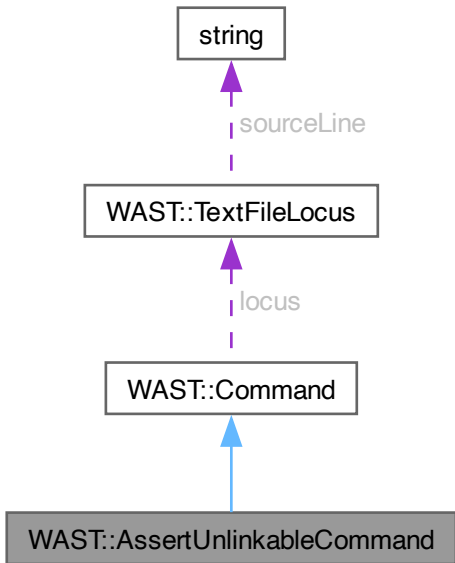 string
sourceLine
WAST::TextFileLocus
locus
WAST::Command
WAST::AssertUnlinkableCommand